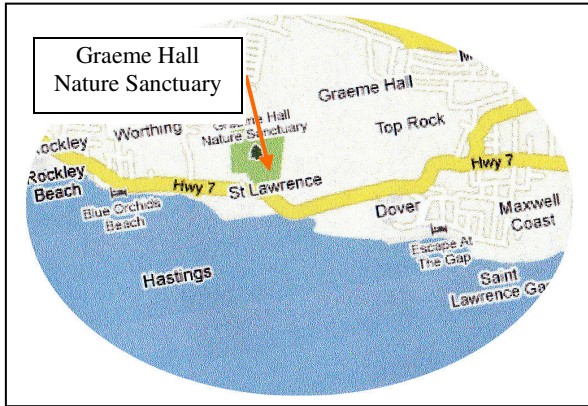 Graeme Hall
Nature Sanctuary
Graeme Hall
Graeme Hall
Nature Sanctuary
Top Rock
Worthing
ockley
Rockley
Beach
Hwy 7
St Lawrence
Hwy 7
Blue Orchids
Beach
Dover
Maxwell
Coast
Escape At
The Gap
Hastings
Saint
Lawrence Ga